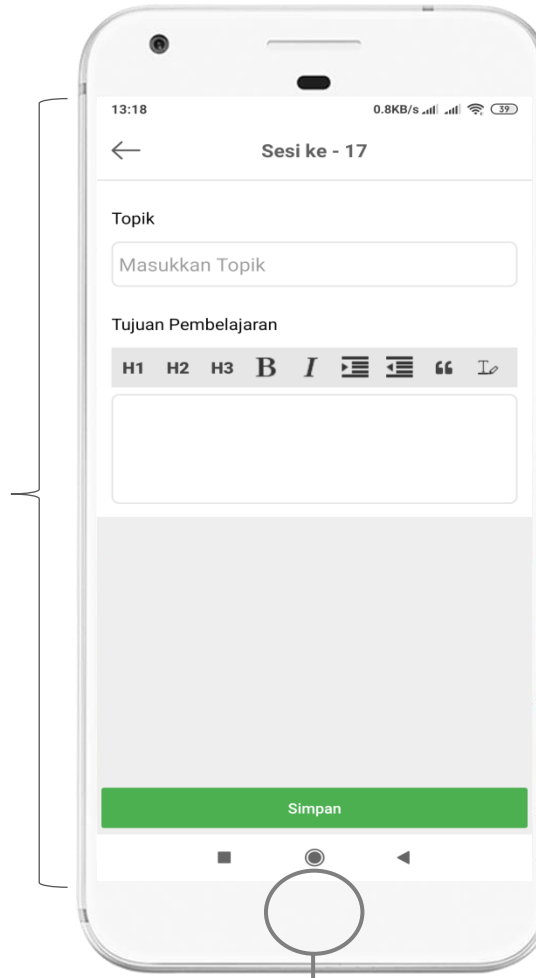 13:18 0.8KB/s 39
Sesi ke - 17
Topik
Masukkan Topik
Tujuan Pembelajaran
H1 H2 H3 B I
Simpan